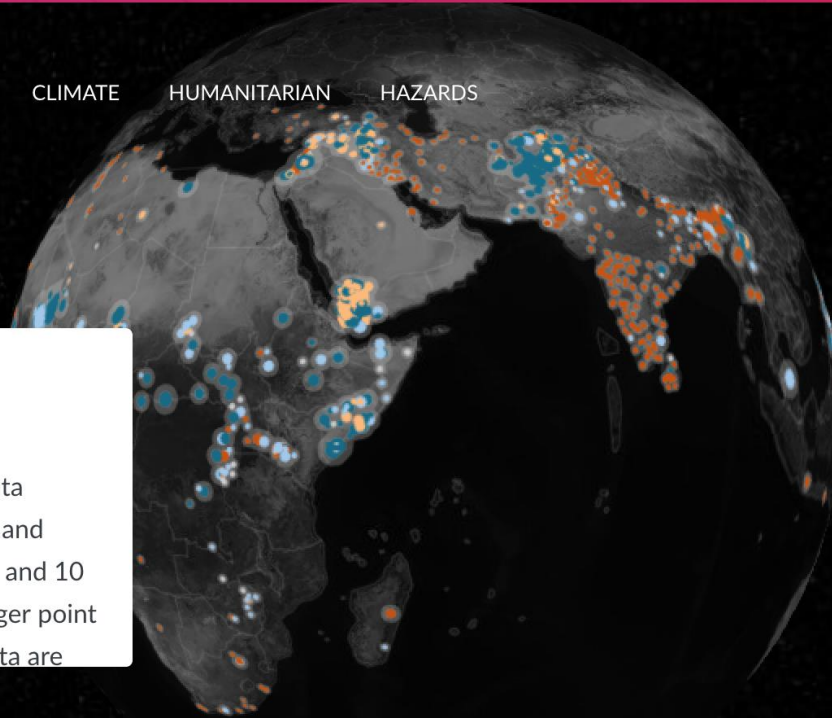 CLIMATE HUMANITARIAN HAZARDS
ta
and
and 10
ger point
ta are